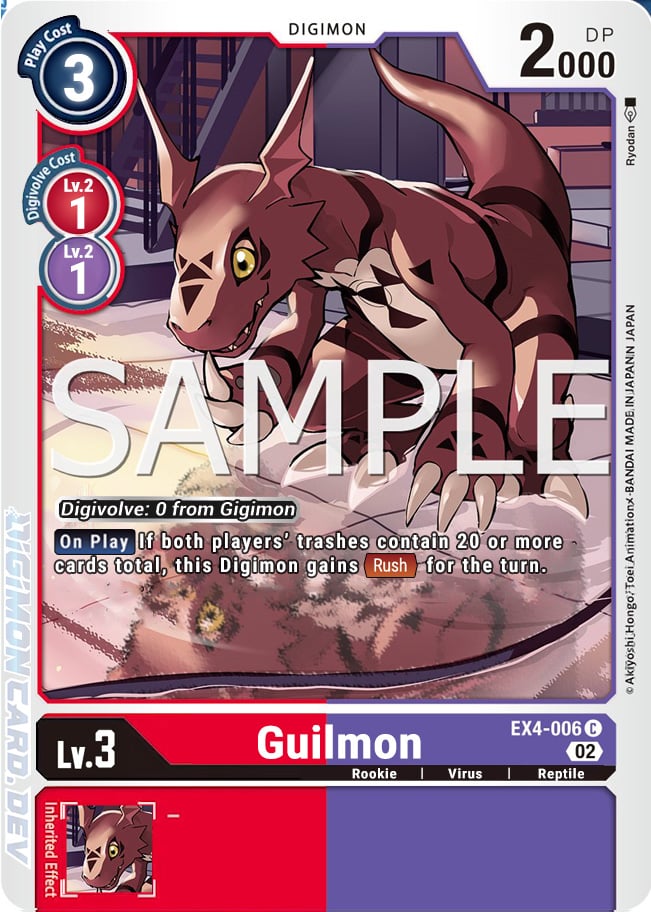 DIGIMON
Play Cost
3
DP
2000
Digivolve Cost
Lv.2
1
Lv.2
1
Ryodan
SAMPLE
Digivolve: 0 from Gigimon
On Play If both players' trashes contain 20 or more
cards total, this Digimon gains Rush for the turn.
© Akiyoshi Hongo, Toei Animation • BANDAI MADE IN JAPAN IN JAPAN
DIGIMONCARD.DEV
Lv.3
Guilmon
EX4-006 C
02
Rookie | Virus | Reptile
Inherited Effect
-